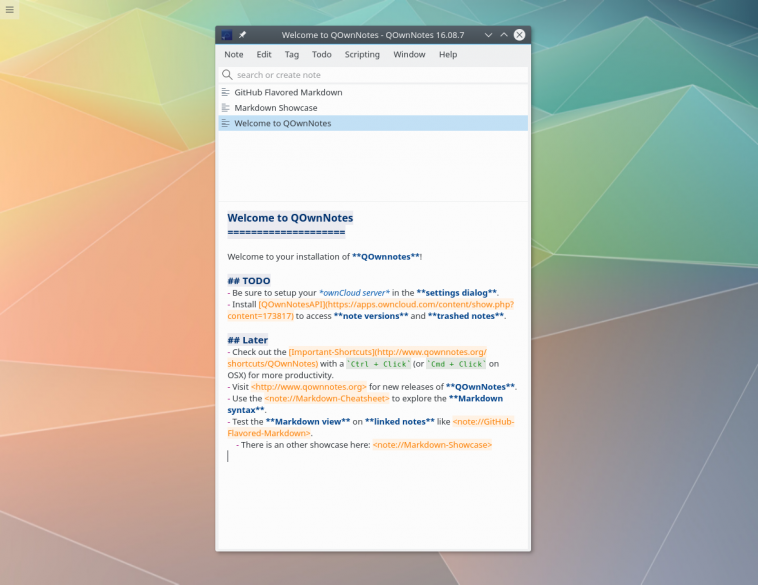 Welcome to QOwnNotes - QOwnNotes 16.08.7
Note Edit Tag Todo Scripting Window Help
search or create note
GitHub Flavored Markdown
Markdown Showcase
Welcome to QOwnNotes
Welcome to QOwnNotes
====================
Welcome to your installation of **QOwnnotes**!
## TODO
- Be sure to setup your *ownCloud server* in the **settings dialog**.
- Install [QOwnNotesAPI](https://apps.owncloud.com/content/show.php?
content=173817) to access **note versions** and **trashed notes**.
## Later
- Check out the [Important-Shortcuts](http://www.qownnotes.org/
shortcuts/QOwnNotes) with a `Ctrl + Click` (or `Cmd + Click` on
OSX) for more productivity.
- Visit <http://www.qownnotes.org> for new releases of **QOwnNotes**.
- Use the <note://Markdown-Cheatsheet> to explore the **Markdown
syntax**.
- Test the **Markdown view** on **linked notes** like <note://GitHub-
Flavored-Markdown>.
- There is an other showcase here: <note://Markdown-Showcase>